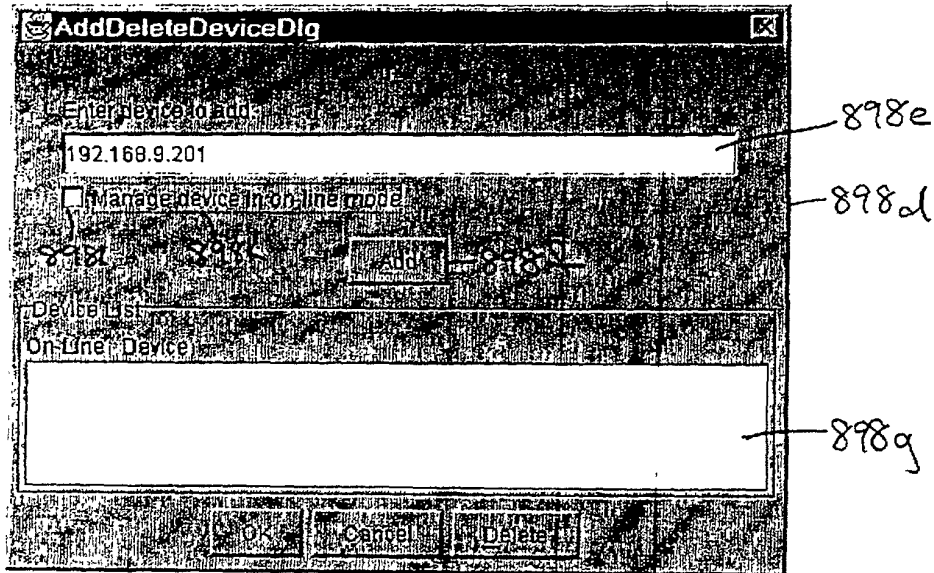 AddDeleteDeviceDlg
Enter device to add:
898e
192.168.9.201
Manage device in on-line mode
898d
Add
Device List
On-Line Device
898g
OK Cancel Delete